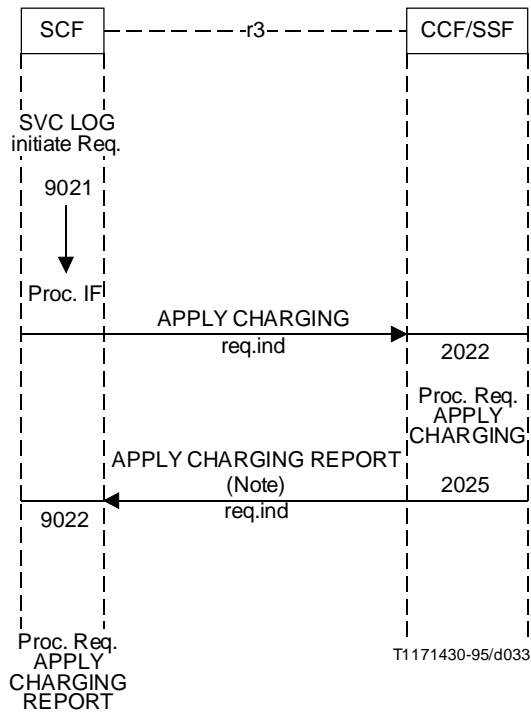 SCF
r3
CCF/SSF
SVC LOG
initiate Req.
9021
Proc. IF
APPLY CHARGING
req.ind
2022
Proc. Req.
APPLY
CHARGING
APPLY CHARGING REPORT
(Note)
2025
req.ind
9022
Proc. Req.
APPLY
CHARGING
REPORT
T1171430-95/d033